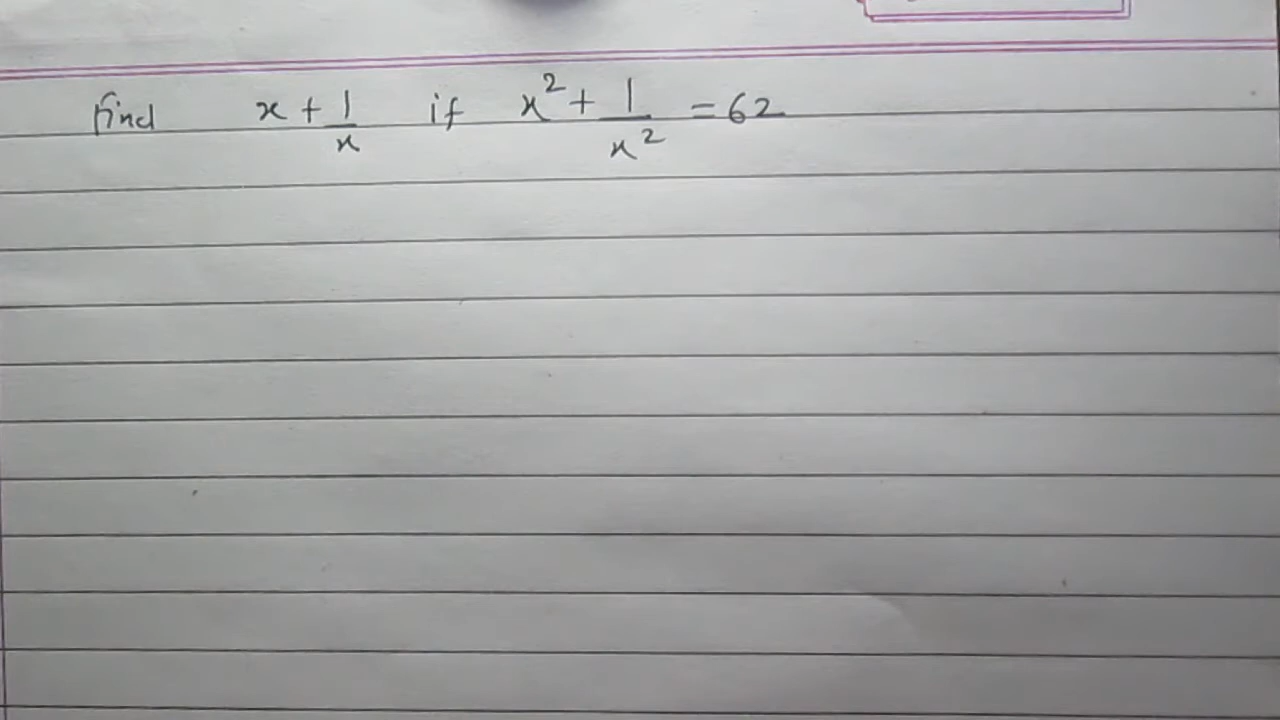 Find x + 1/x if x² + 1/x² = 62